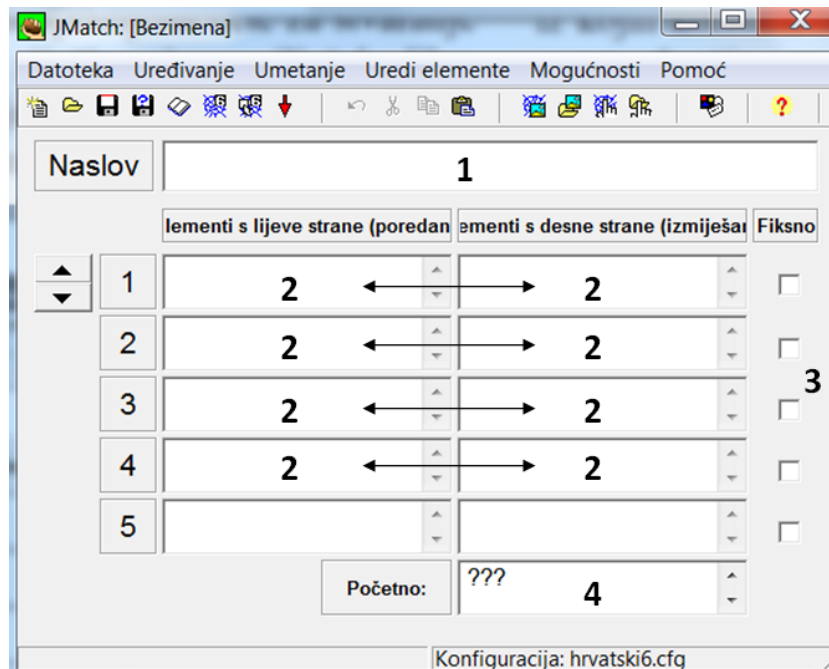 JMatch: [Bezimena]
Datoteka Uređivanje Umetanje Uredi elemente Mogućnosti Pomoć
Naslov 1
lementi s lijeve strane (poredan ementi s desne strane (izmiješar Fiksno
1 2 2
2 2 2
3 2 2 3
4 2 2
5
Početno: ??? 4
Konfiguracija: hrvatski6.cfg